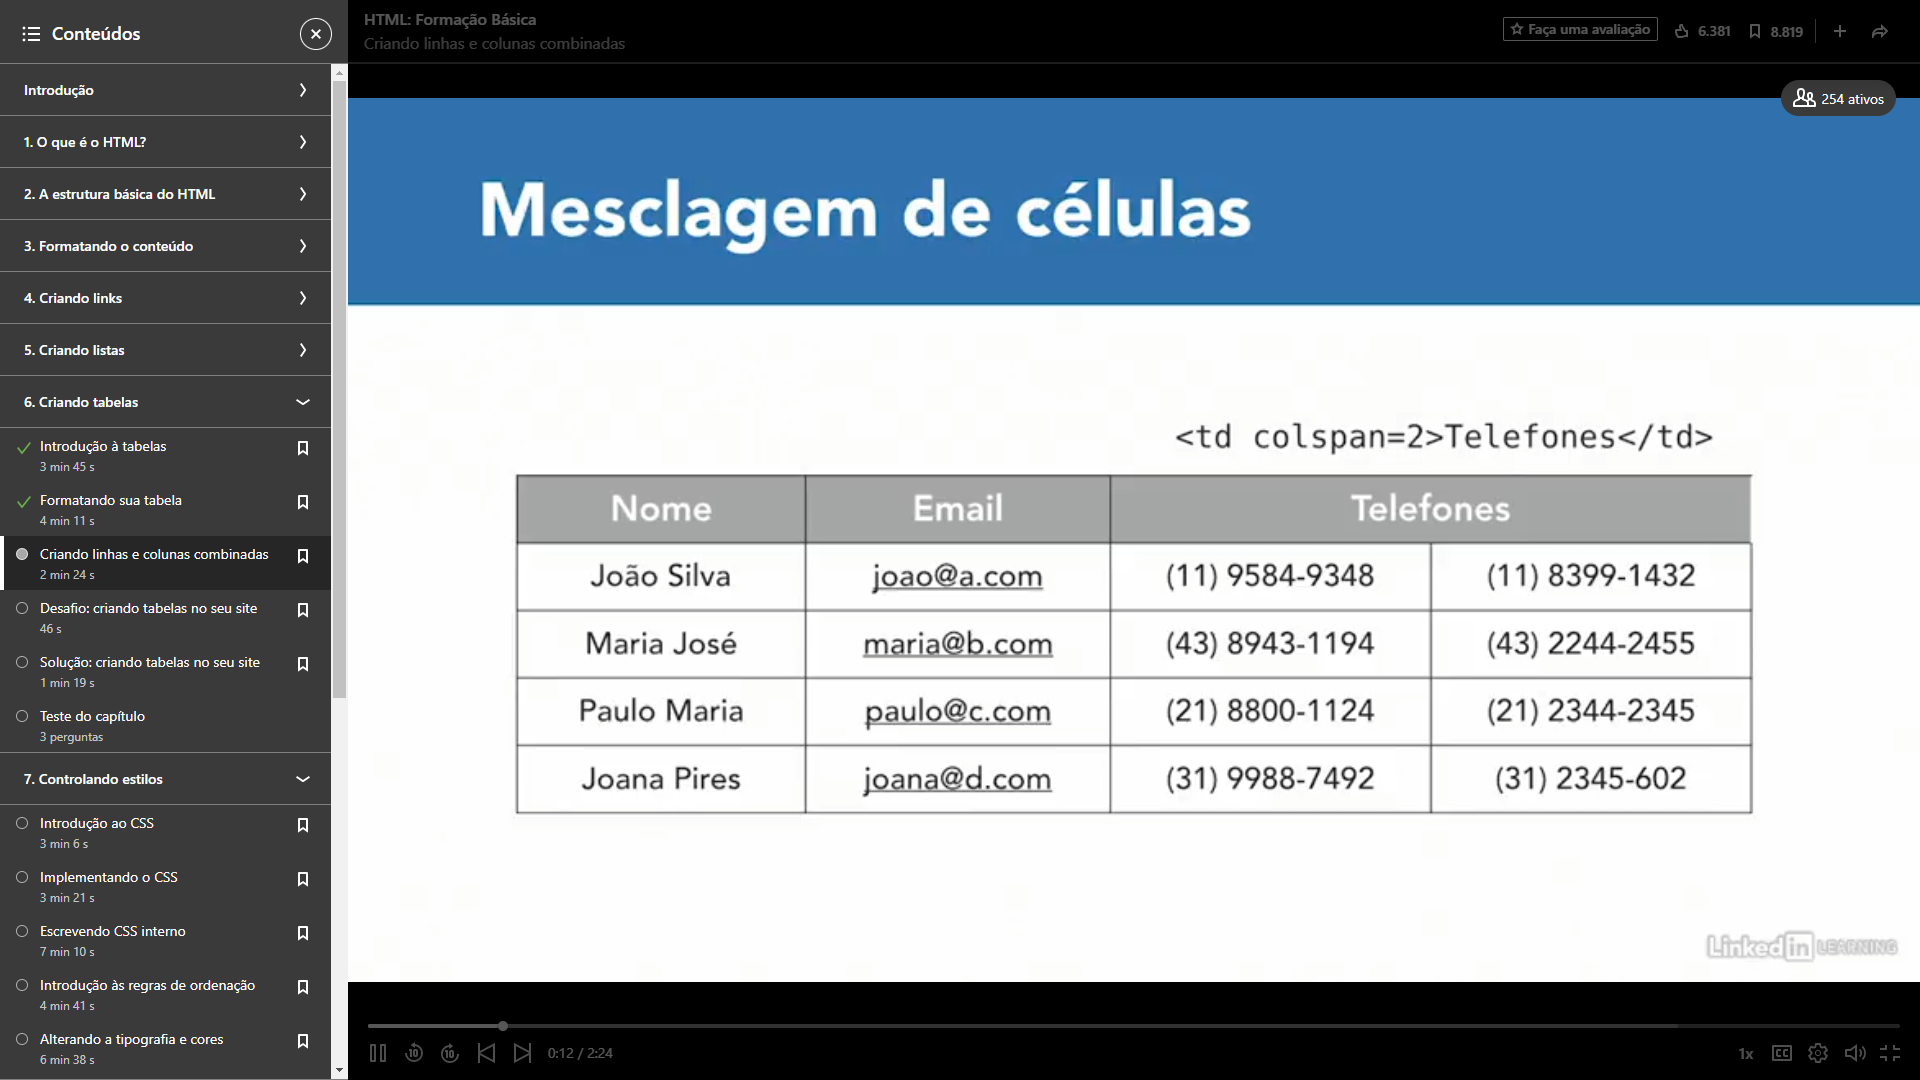 Conteúdos
Introdução
1. O que é o HTML?
2. A estrutura básica do HTML
3. Formatando o conteúdo
4. Criando links
5. Criando listas
6. Criando tabelas
Introdução à tabelas
3 min 45 s
Formatando sua tabela
4 min 11 s
Criando linhas e colunas combinadas
2 min 24 s
Desafio: criando tabelas no seu site
46 s
Solução: criando tabelas no seu site
1 min 19 s
Teste do capítulo
3 perguntas
7. Controlando estilos
Introdução ao CSS
3 min 6 s
Implementando o CSS
3 min 21 s
Escrevendo CSS interno
7 min 10 s
Introdução às regras de ordenação
4 min 41 s
Alterando a tipografia e cores
6 min 38 s
HTML: Formação Básica
Criando linhas e colunas combinadas
Faça uma avaliação 6.381 8.819
254 ativos
Mesclagem de células
<td colspan=2>Telefones</td>
Nome Email Telefones
João Silva joao@a.com (11) 9584-9348 (11) 8399-1432
Maria José maria@b.com (43) 8943-1194 (43) 2244-2455
Paulo Maria paulo@c.com (21) 8800-1124 (21) 2344-2345
Joana Pires joana@d.com (31) 9988-7492 (31) 2345-602
Linked in LEARNING
10 10 0:12 / 2:24 1x CC